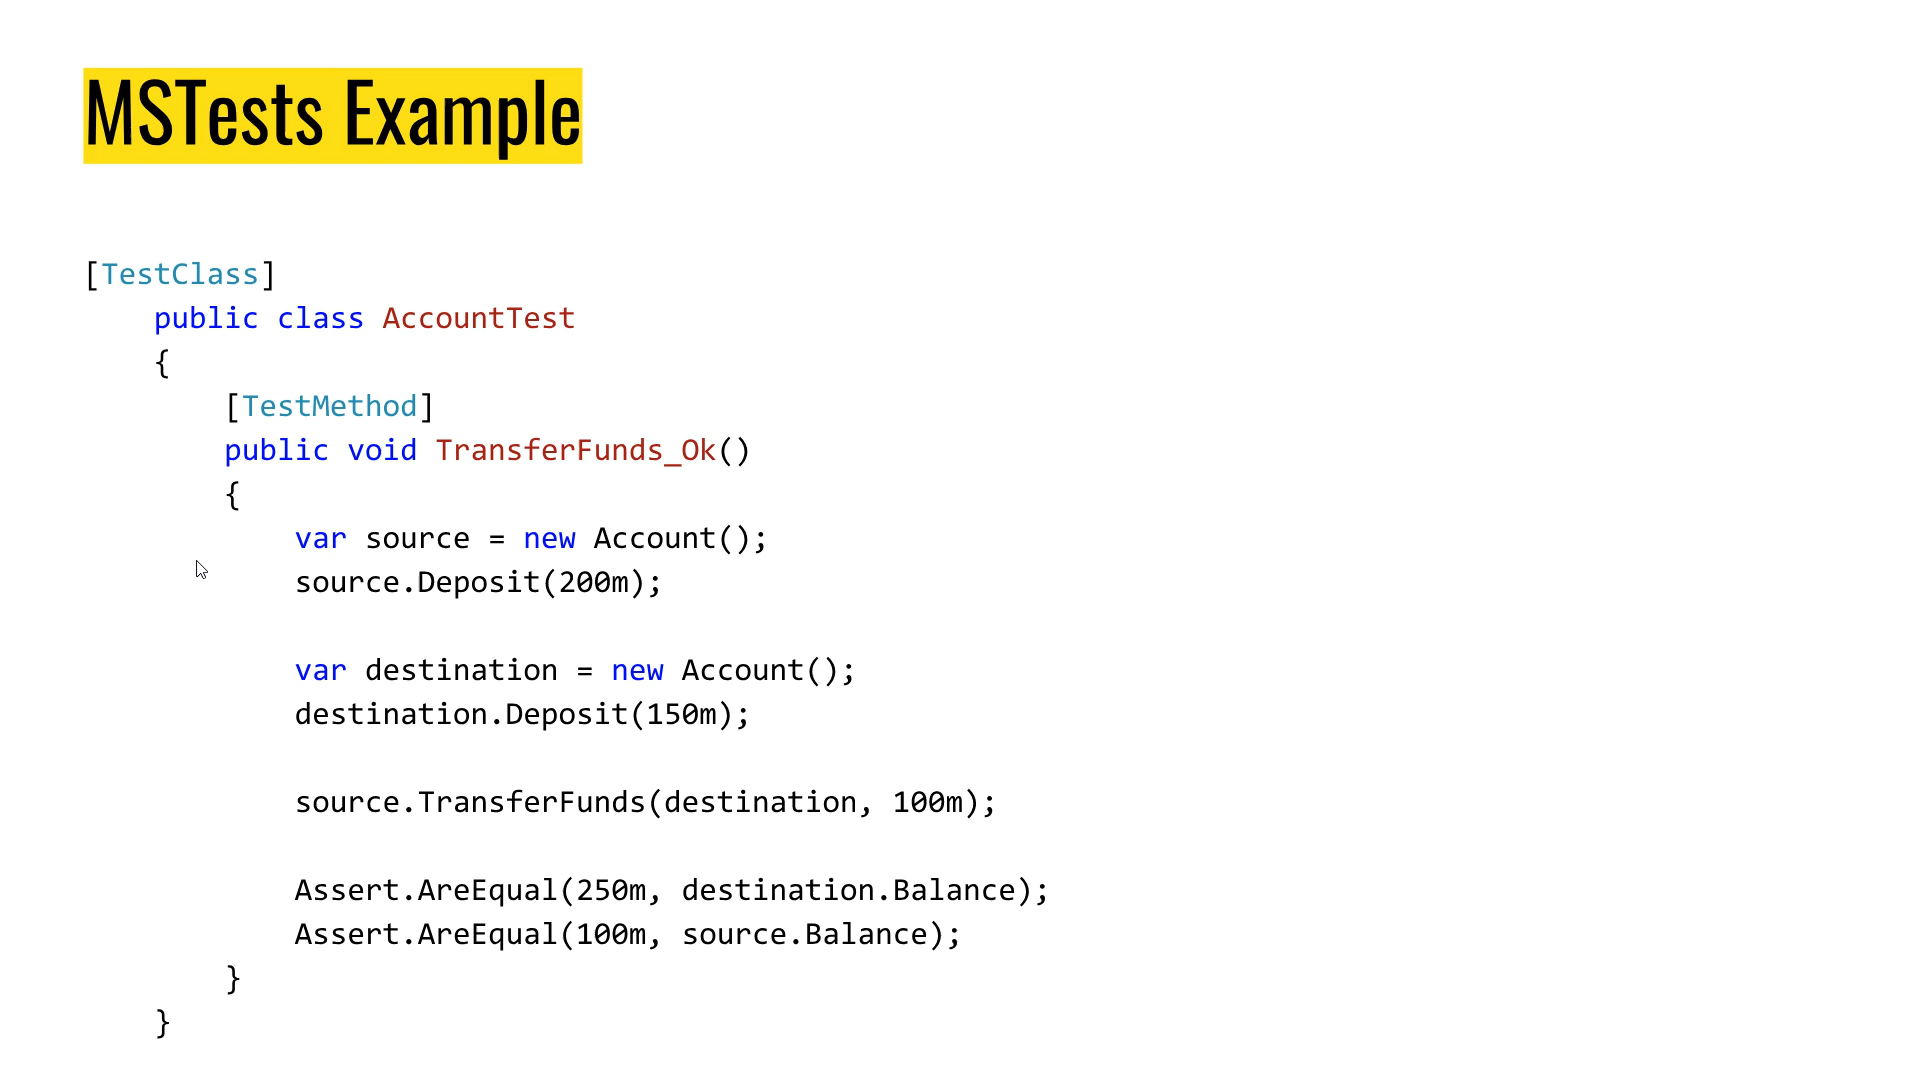 MSTests Example
[TestClass]
public class AccountTest
{
[TestMethod]
public void TransferFunds_Ok()
{
var source = new Account();
source.Deposit(200m);
var destination = new Account();
destination.Deposit(150m);
source.TransferFunds(destination, 100m);
Assert.AreEqual(250m, destination.Balance);
Assert.AreEqual(100m, source.Balance);
}
}